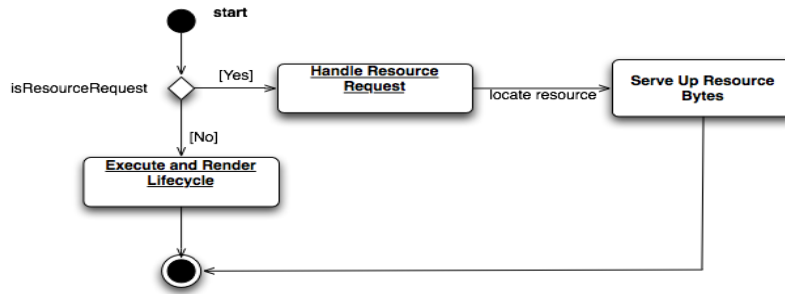 start
isResourceRequest
[Yes]
Handle Resource
Request
locate resource
Serve Up Resource
Bytes
[No]
Execute and Render
Lifecycle